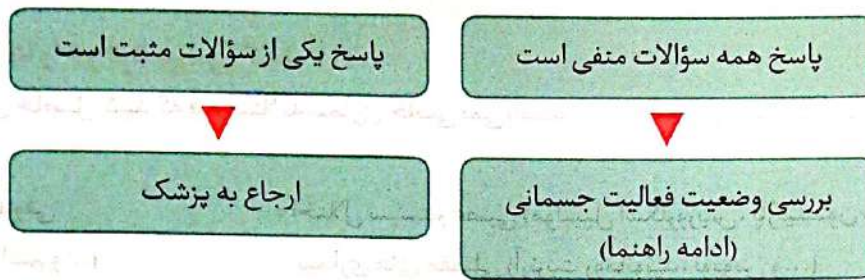 پاسخ همه سؤالات منفی است
بررسی وضعیت فعالیت جسمانی
(ادامه راهنما)
پاسخ یکی از سؤالات مثبت است
ارجاع به پزشک